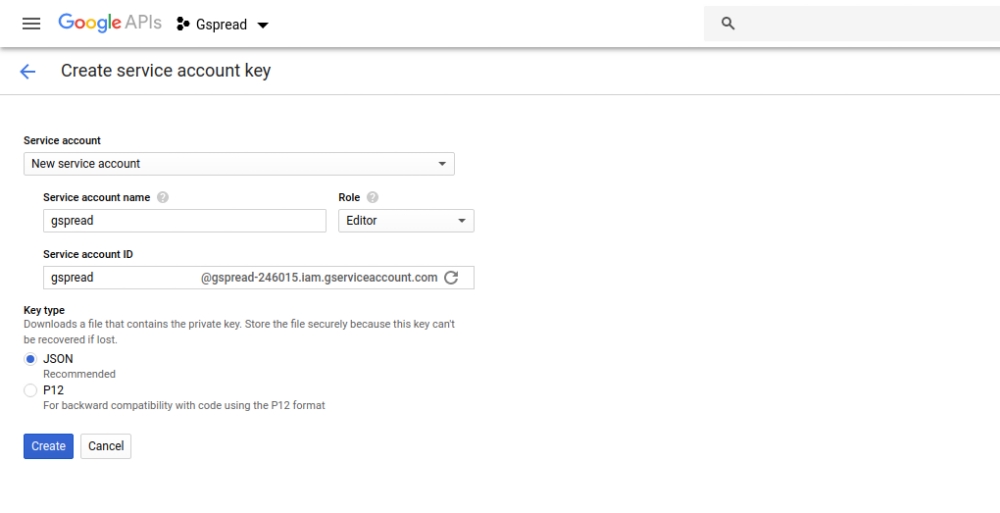 Google APIs Gspread
Create service account key
Service account
New service account
Service account name ? Role ?
gspread Editor
Service account ID
gspread @gspread-246015.iam.gserviceaccount.com
Key type
Downloads a file that contains the private key. Store the file securely because this key can't
be recovered if lost.
JSON
Recommended
P12
For backward compatibility with code using the P12 format
Create Cancel